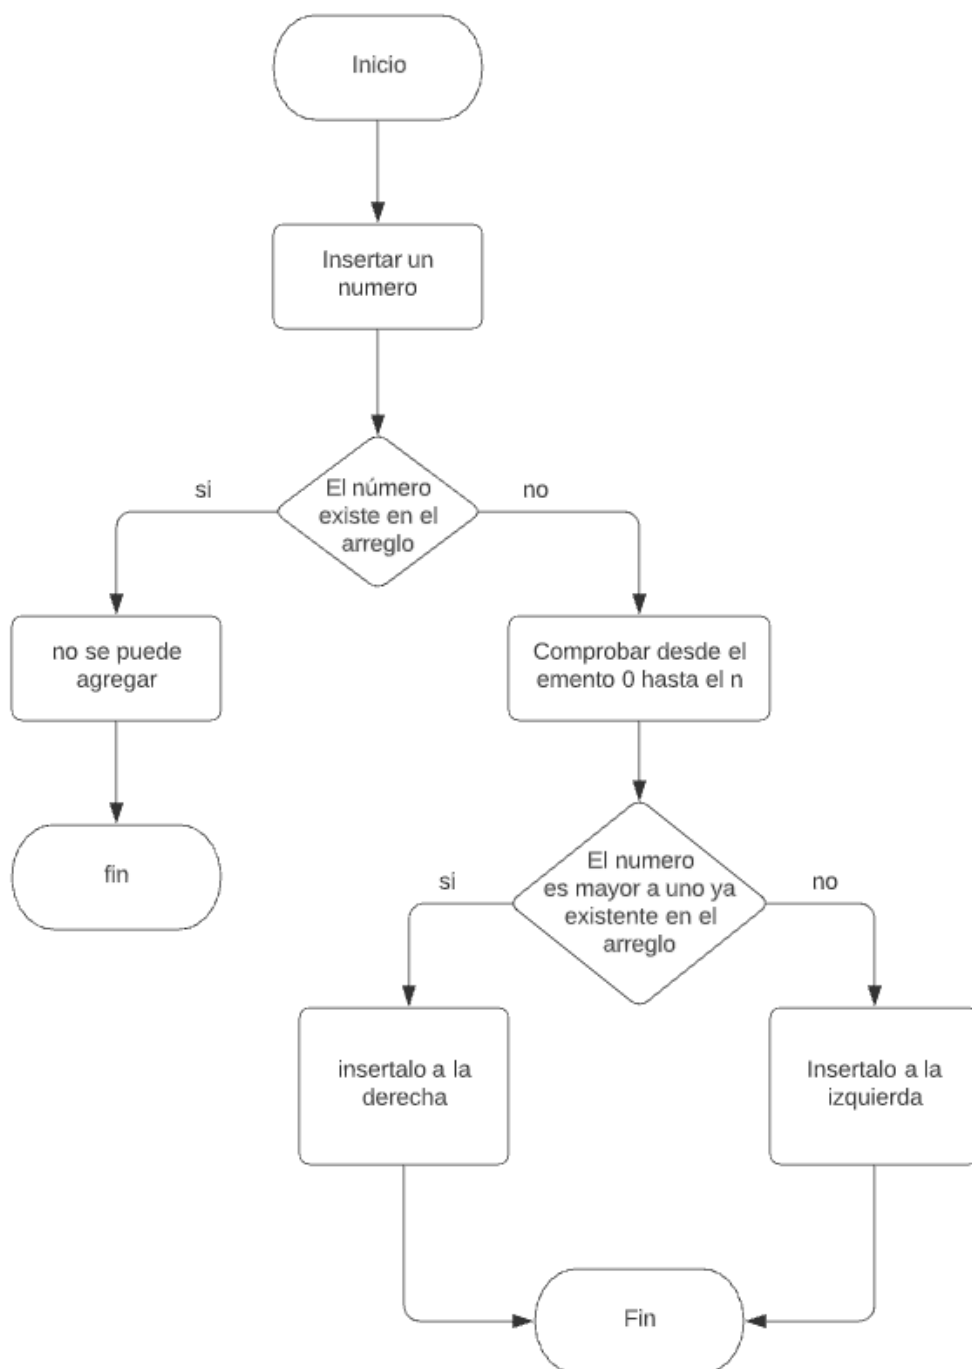 Inicio
Insertar un
numero
El número
existe en el
arreglo
si
no
no se puede
agregar
Comprobar desde el
emento 0 hasta el n
fin
El numero
es mayor a uno ya
existente en el
arreglo
si
no
insertalo a la
derecha
Insertalo a la
izquierda
Fin